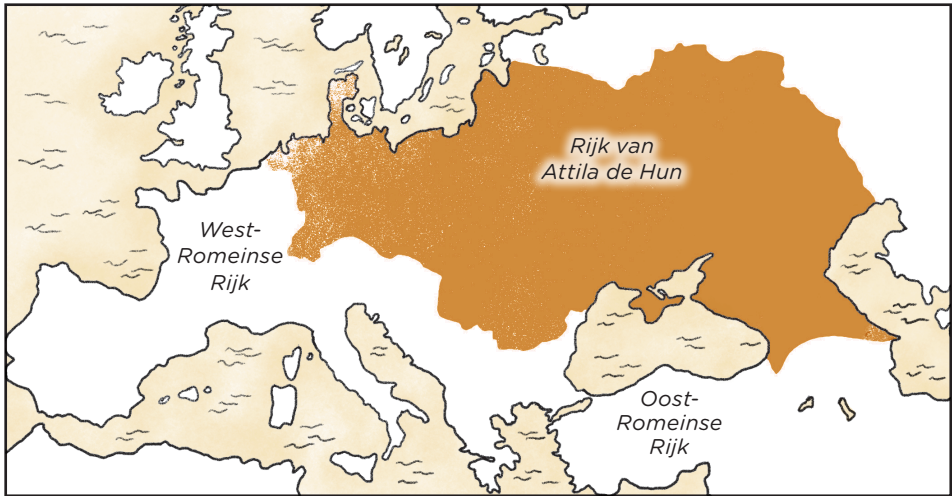 Rijk van
Attila de Hun
West-
Romeinse
Rijk
Oost-
Romeinse
Rijk